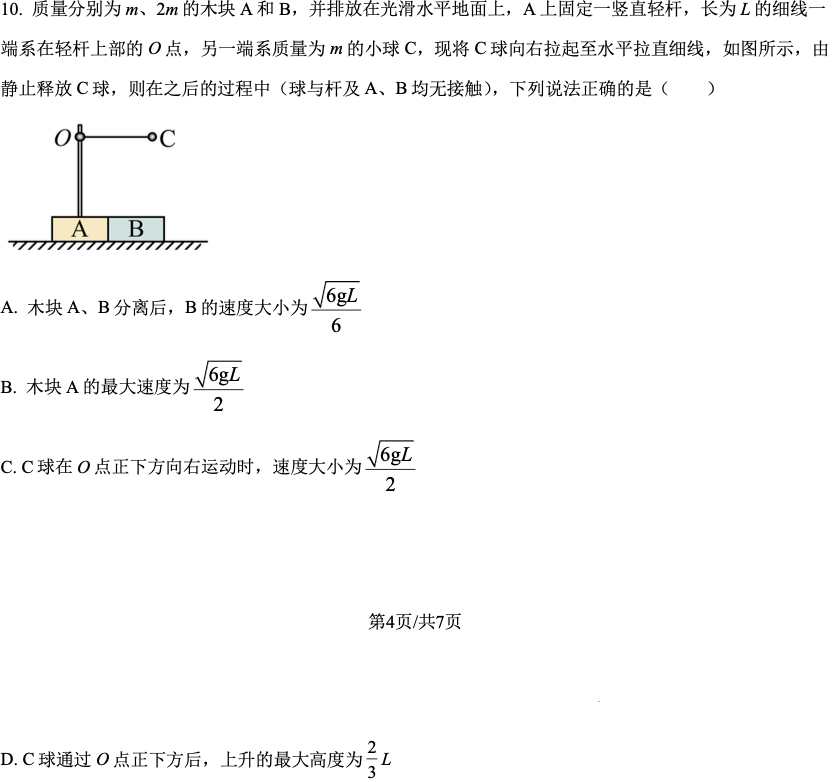 10. 质量分别为 m、2m 的木块 A 和 B，并排放在光滑水平地面上，A 上固定一竖直轻杆，长为 L 的细线一
端系在轻杆上部的 O 点，另一端系质量为 m 的小球 C，现将 C 球向右拉起至水平拉直细线，如图所示，由
静止释放 C 球，则在之后的过程中（球与杆及 A、B 均无接触），下列说法正确的是（　　）
O C
A B
A. 木块 A、B 分离后，B 的速度大小为 √(6gL)/6
B. 木块 A 的最大速度为 √(6gL)/2
C. C 球在 O 点正下方向右运动时，速度大小为 √(6gL)/2
第4页/共7页
D. C 球通过 O 点正下方后，上升的最大高度为 2/3 L